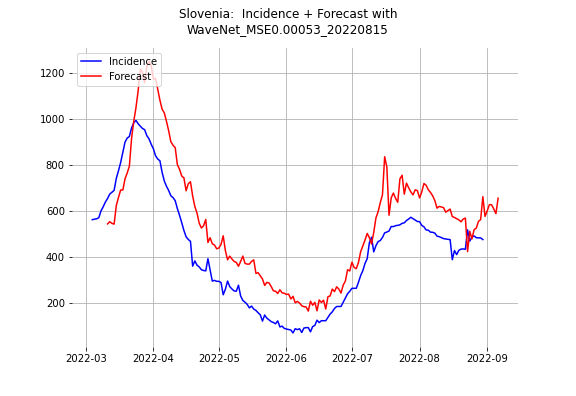 Slovenia:  Incidence + Forecast with
WaveNet_MSE0.00053_20220815
Incidence
Forecast
1200
1000
800
600
400
200
2022-03 2022-04 2022-05 2022-06 2022-07 2022-08 2022-09